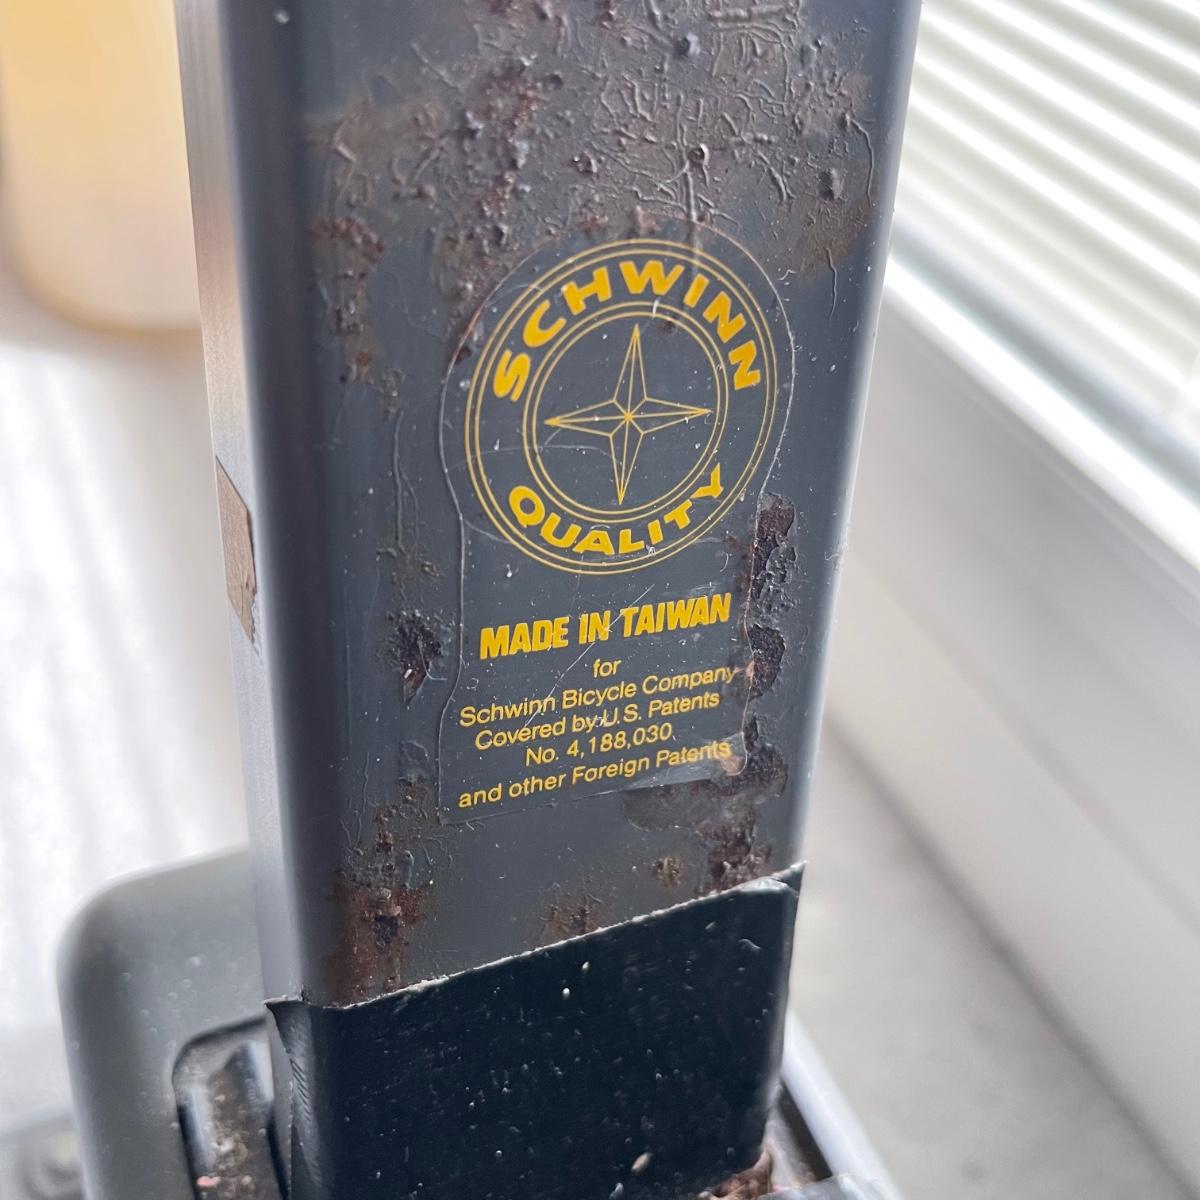 SCHWINN
QUALITY
MADE IN TAIWAN
for
Schwinn Bicycle Company
Covered by U.S. Patents
No. 4,188,030
and other Foreign Patents